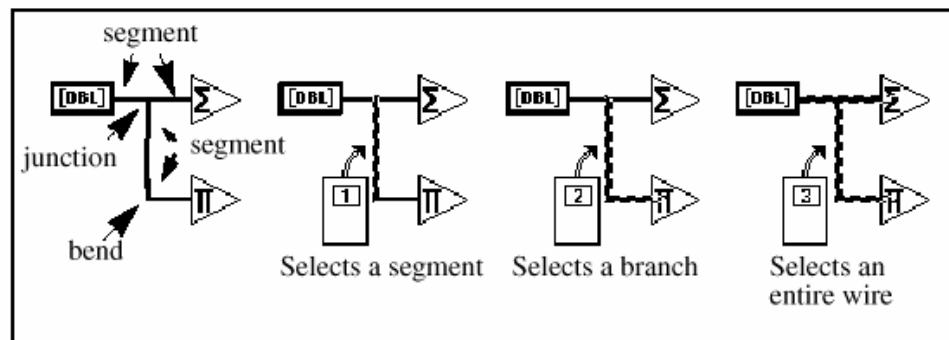 segment
[DBL]
Σ
junction
segment
Π
bend
[DBL]
Σ
1
Π
Selects a segment
[DBL]
Σ
2
Π
Selects a branch
[DBL]
Σ
3
Π
Selects an
entire wire